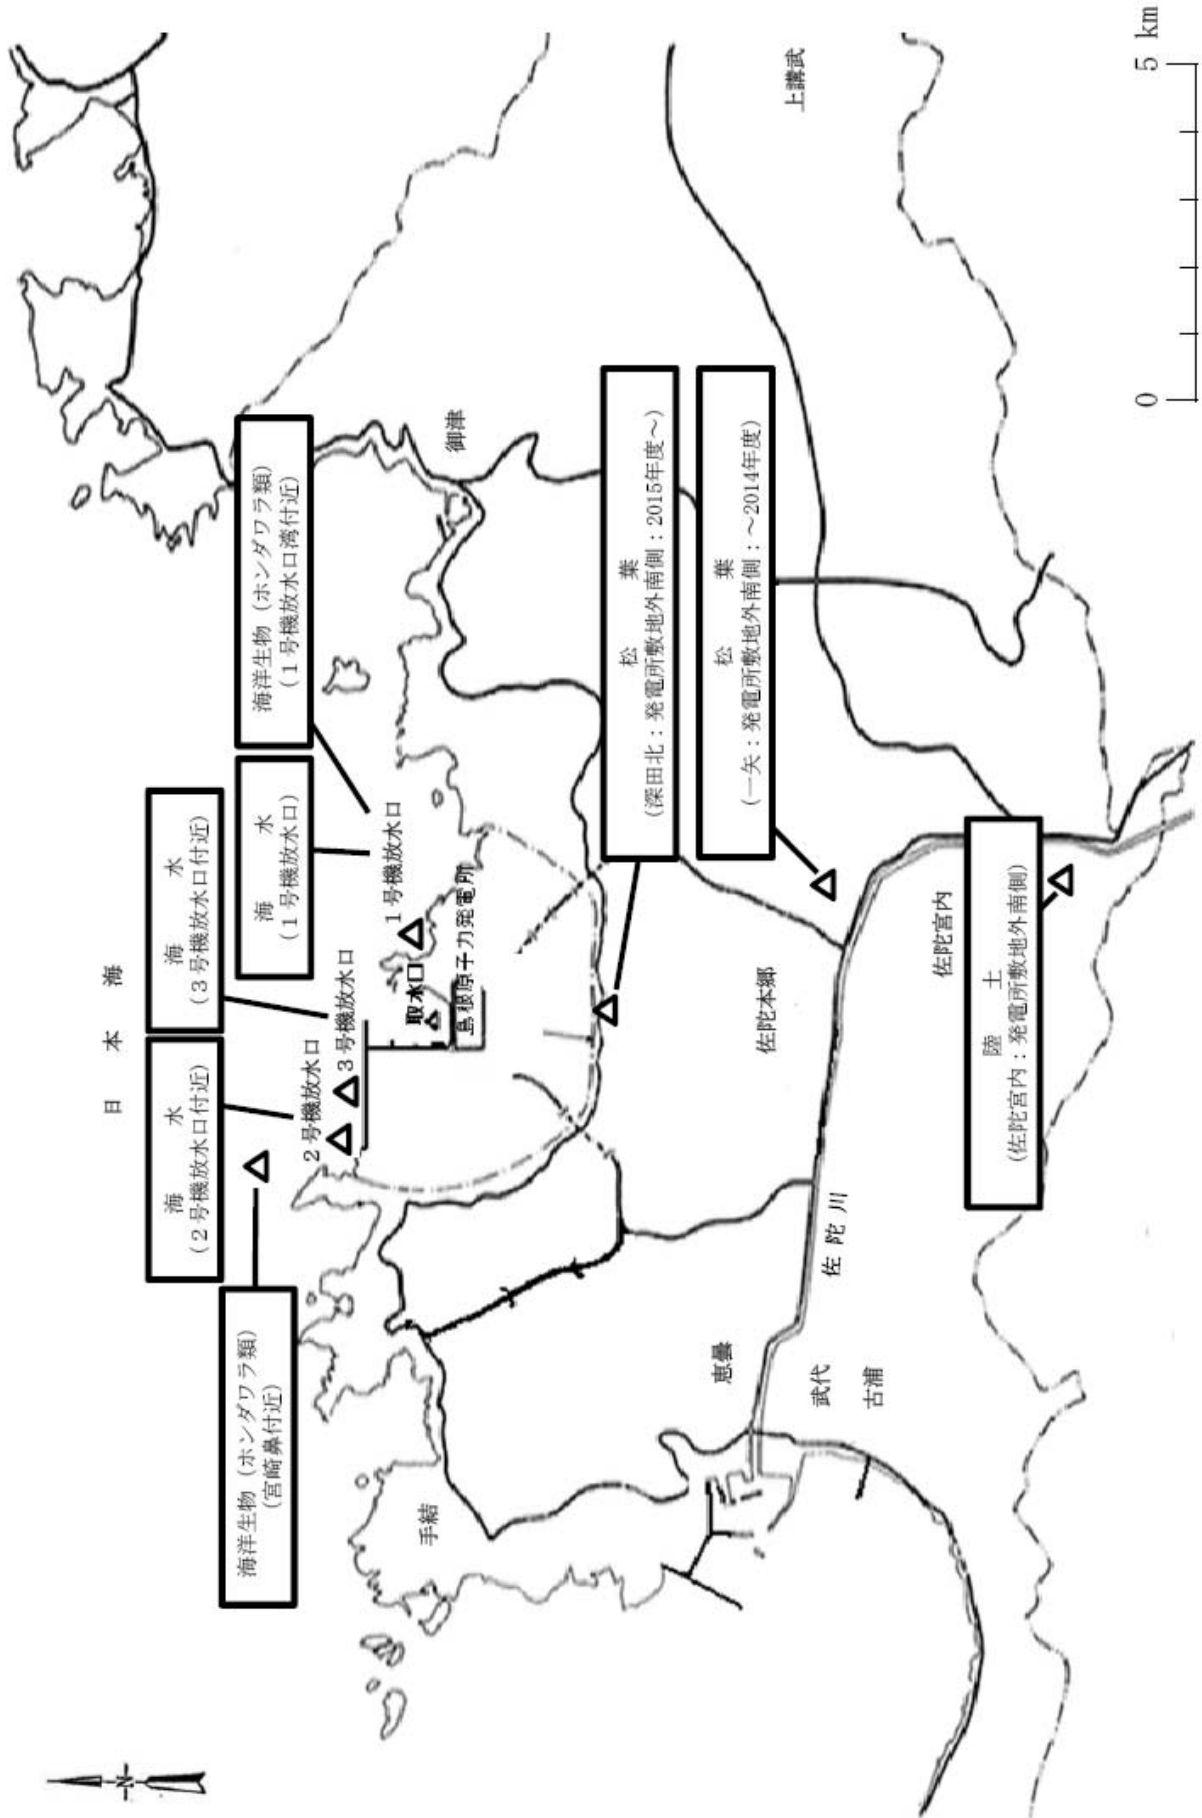 N
日 本 海
海 水
(2号機放水口付近)
海 水
(3号機放水口付近)
海洋生物 (ホンダワラ類)
(宮崎鼻付近)
海 水
(1号機放水口)
海洋生物 (ホンダワラ類)
(1号機放水口湾付近)
2号機放水口
3号機放水口
1号機放水口
取水口
島根原子力発電所
手結
御津
松 葉
(深田北:発電所敷地外南側:2015年度~)
松 葉
(一矢:発電所敷地外南側:~2014年度)
恵曇
佐陀本郷
上講武
武代
佐 陀 川
古浦
佐陀宮内
陸 土
(佐陀宮内:発電所敷地外南側)
0 5 km